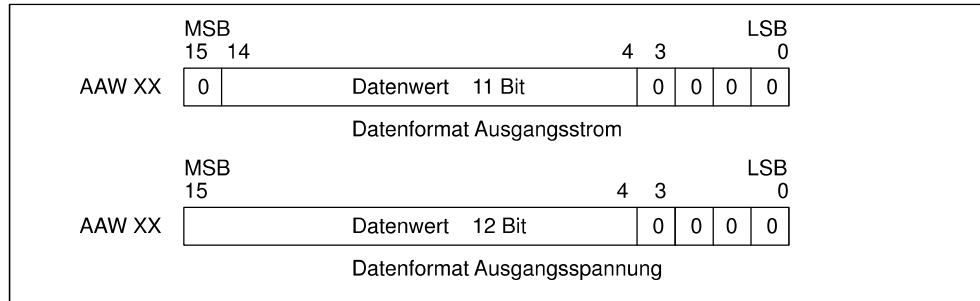 MSB LSB
15 14 4 3 0
AAW XX 0 Datenwert 11 Bit 0 0 0 0
Datenformat Ausgangsstrom
MSB LSB
15 4 3 0
AAW XX Datenwert 12 Bit 0 0 0 0
Datenformat Ausgangsspannung